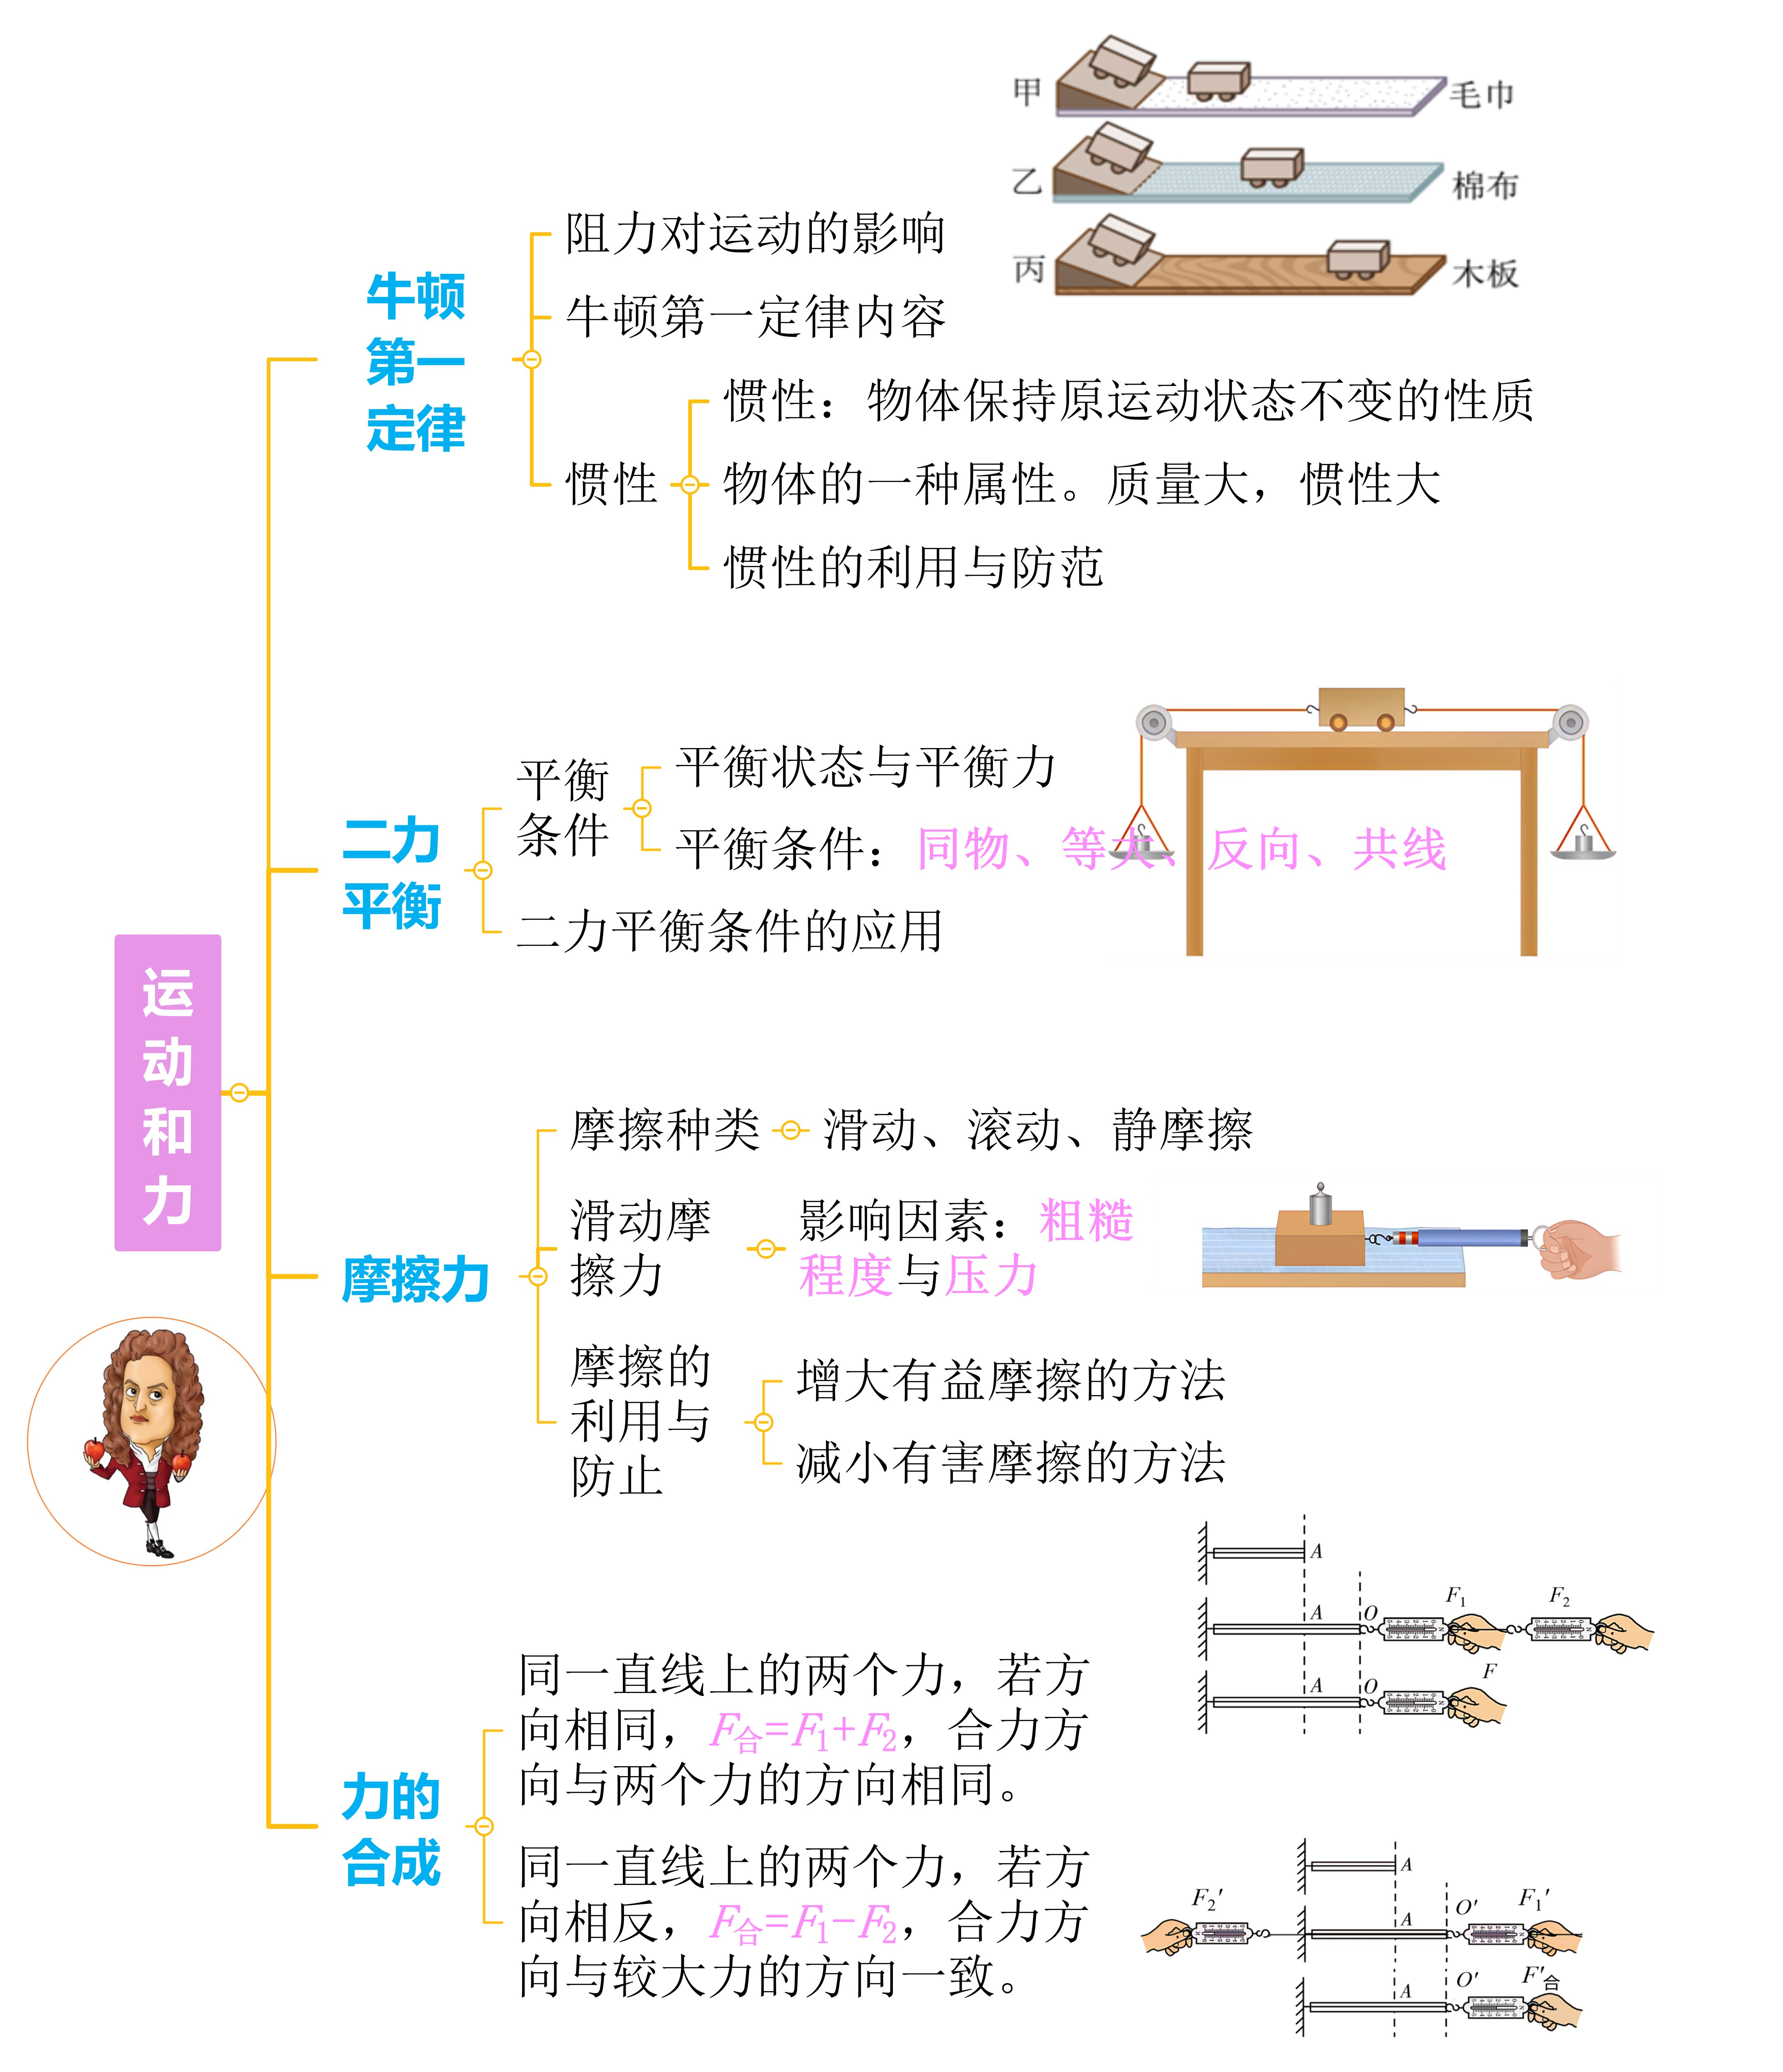 甲
毛巾
乙
棉布
丙
木板
牛顿
第一
定律
阻力对运动的影响
牛顿第一定律内容
惯性
惯性：物体保持原运动状态不变的性质
物体的一种属性。质量大，惯性大
惯性的利用与防范
二力
平衡
平衡
条件
平衡状态与平衡力
平衡条件：同物、等大、反向、共线
二力平衡条件的应用
运
动
和
力
摩擦力
摩擦种类
滑动、滚动、静摩擦
滑动摩
擦力
影响因素：粗糙
程度与压力
摩擦的
利用与
防止
增大有益摩擦的方法
减小有害摩擦的方法
A
A
O
F₁
F₂
A
O
F
力的
合成
同一直线上的两个力，若方
向相同，F合=F₁+F₂，合力方
向与两个力的方向相同。
同一直线上的两个力，若方
向相反，F合=F₁-F₂，合力方
向与较大力的方向一致。
A
F₂′
A
O′
F₁′
A
O′
F′合